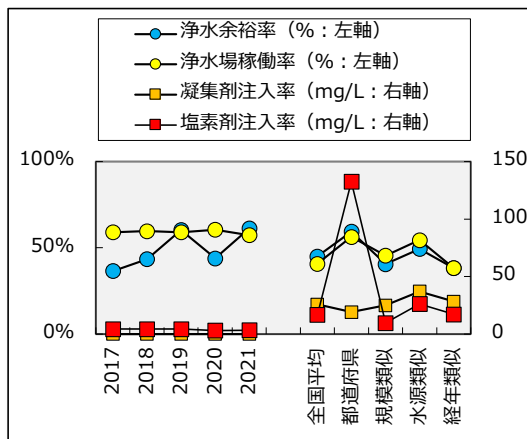 浄水余裕率（%：左軸）
浄水場稼働率（%：左軸）
凝集剤注入率（mg/L：右軸）
塩素剤注入率（mg/L：右軸）
100%
50%
0%
150
100
50
0
2017
2018
2019
2020
2021
全国平均
都道府県
規模類似
水源類似
経年類似